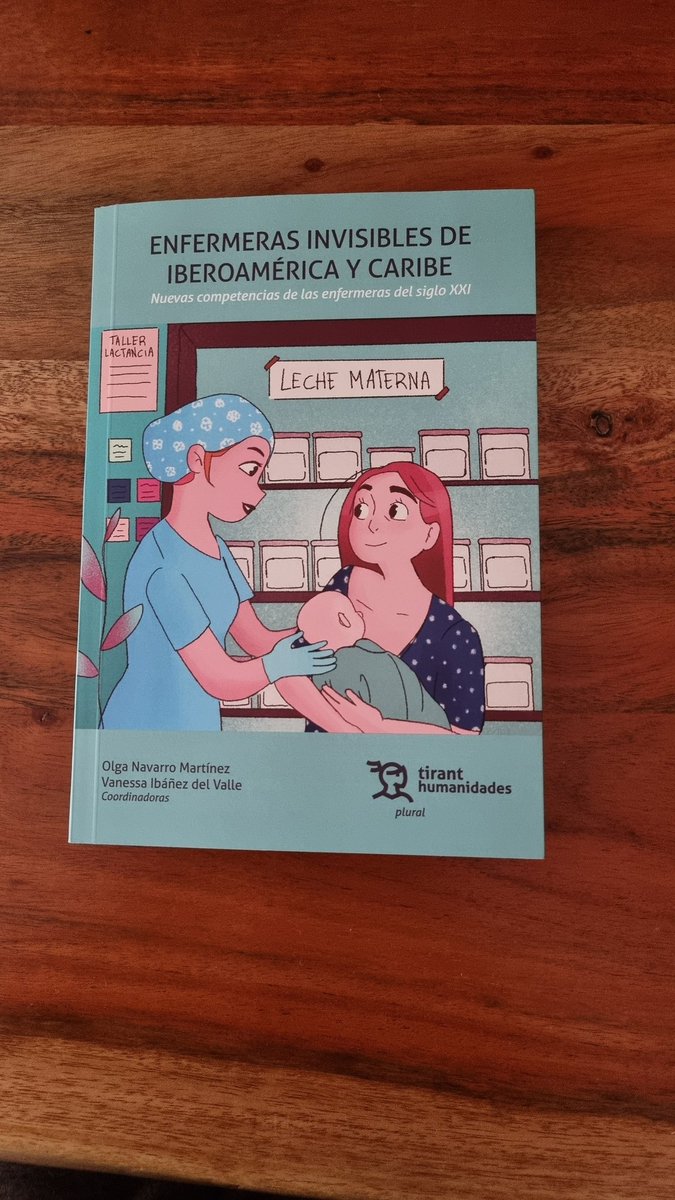 ENFERMERAS INVISIBLES DE
IBEROAMÉRICA Y CARIBE
Nuevas competencias de las enfermeras del siglo XXI
TALLER
LACTANCIA
LECHE MATERNA
Olga Navarro Martínez
Vanessa Ibáñez del Valle
Coordinadoras
tirant
humanidades
plural